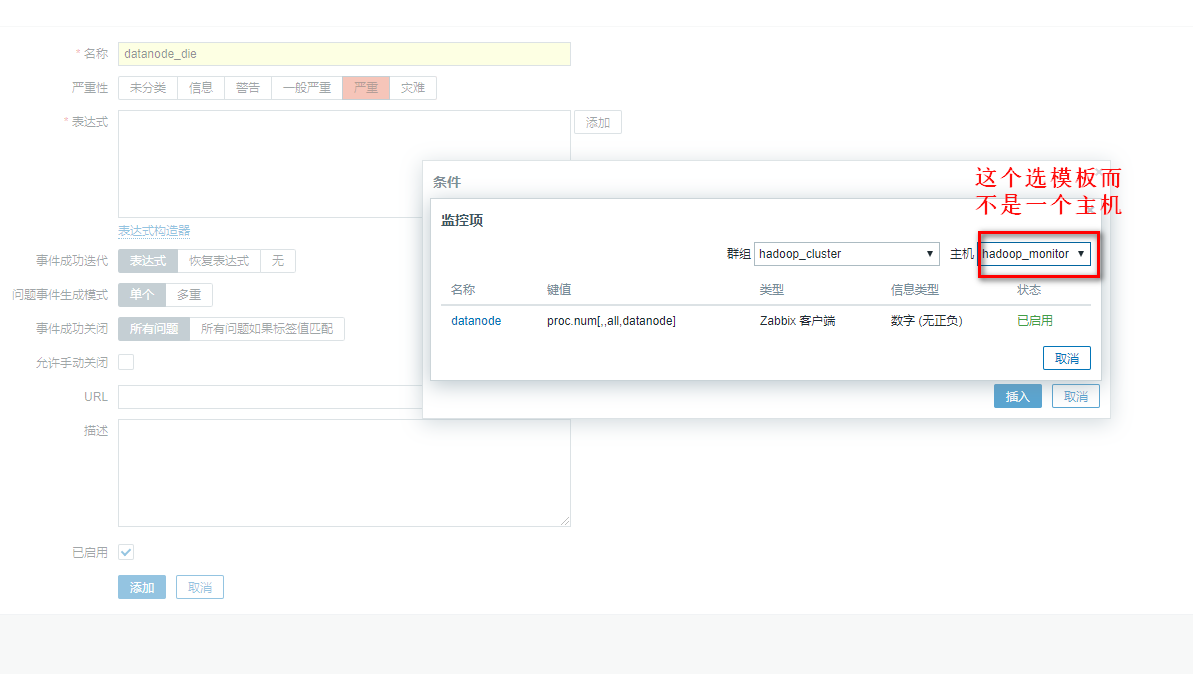 * 名称 datanode_die
严重性 未分类 信息 警告 一般严重 严重 灾难
* 表达式 添加
条件
这个选模板而
不是一个主机
监控项
群组 hadoop_cluster 主机 hadoop_monitor
名称 键值 类型 信息类型 状态
datanode proc.num[,,all,datanode] Zabbix 客户端 数字 (无正负) 已启用
取消
插入 取消
表达式构造器
事件成功迭代 表达式 恢复表达式 无
问题事件生成模式 单个 多重
事件成功关闭 所有问题 所有问题如果标签值匹配
允许手动关闭
URL
描述
已启用
添加 取消